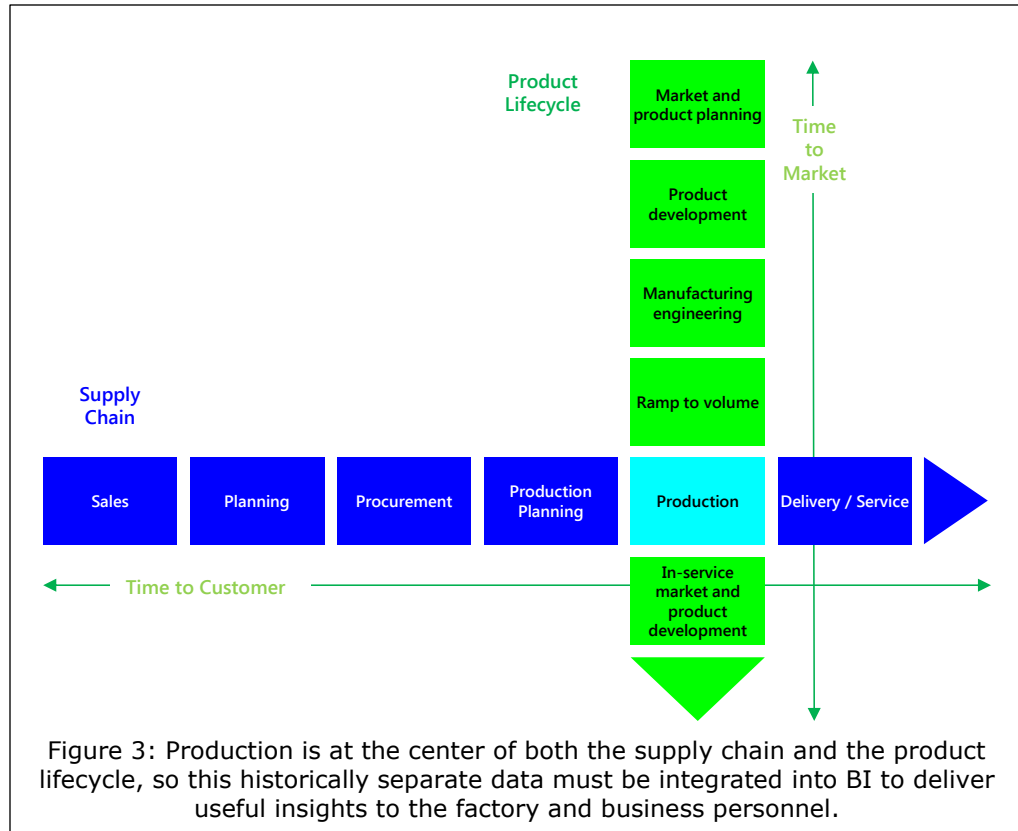 Product
Lifecycle
Market and
product planning
Time
to
Market
Product
development
Manufacturing
engineering
Supply
Chain
Ramp to volume
Sales
Planning
Procurement
Production
Planning
Production
Delivery / Service
Time to Customer
In-service
market and
product
development
Figure 3: Production is at the center of both the supply chain and the product
lifecycle, so this historically separate data must be integrated into BI to deliver
useful insights to the factory and business personnel.